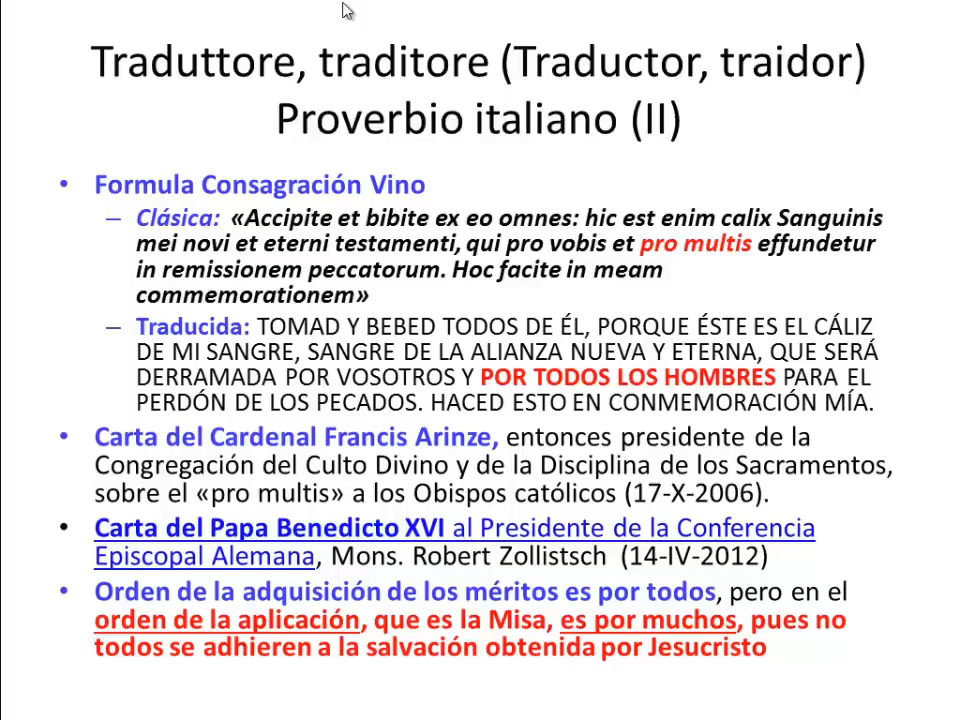 Traduttore, traditore (Traductor, traidor)
Proverbio italiano (II)
• Formula Consagración Vino
– Clásica: «Accipite et bibite ex eo omnes: hic est enim calix Sanguinis
mei novi et eterni testamenti, qui pro vobis et pro multis effundetur
in remissionem peccatorum. Hoc facite in meam
commemorationem»
– Traducida: TOMAD Y BEBED TODOS DE ÉL, PORQUE ÉSTE ES EL CÁLIZ
DE MI SANGRE, SANGRE DE LA ALIANZA NUEVA Y ETERNA, QUE SERÁ
DERRAMADA POR VOSOTROS Y POR TODOS LOS HOMBRES PARA EL
PERDÓN DE LOS PECADOS. HACED ESTO EN CONMEMORACIÓN MÍA.
• Carta del Cardenal Francis Arinze, entonces presidente de la
Congregación del Culto Divino y de la Disciplina de los Sacramentos,
sobre el «pro multis» a los Obispos católicos (17-X-2006).
• Carta del Papa Benedicto XVI al Presidente de la Conferencia
Episcopal Alemana, Mons. Robert Zollistsch (14-IV-2012)
• Orden de la adquisición de los méritos es por todos, pero en el
orden de la aplicación, que es la Misa, es por muchos, pues no
todos se adhieren a la salvación obtenida por Jesucristo